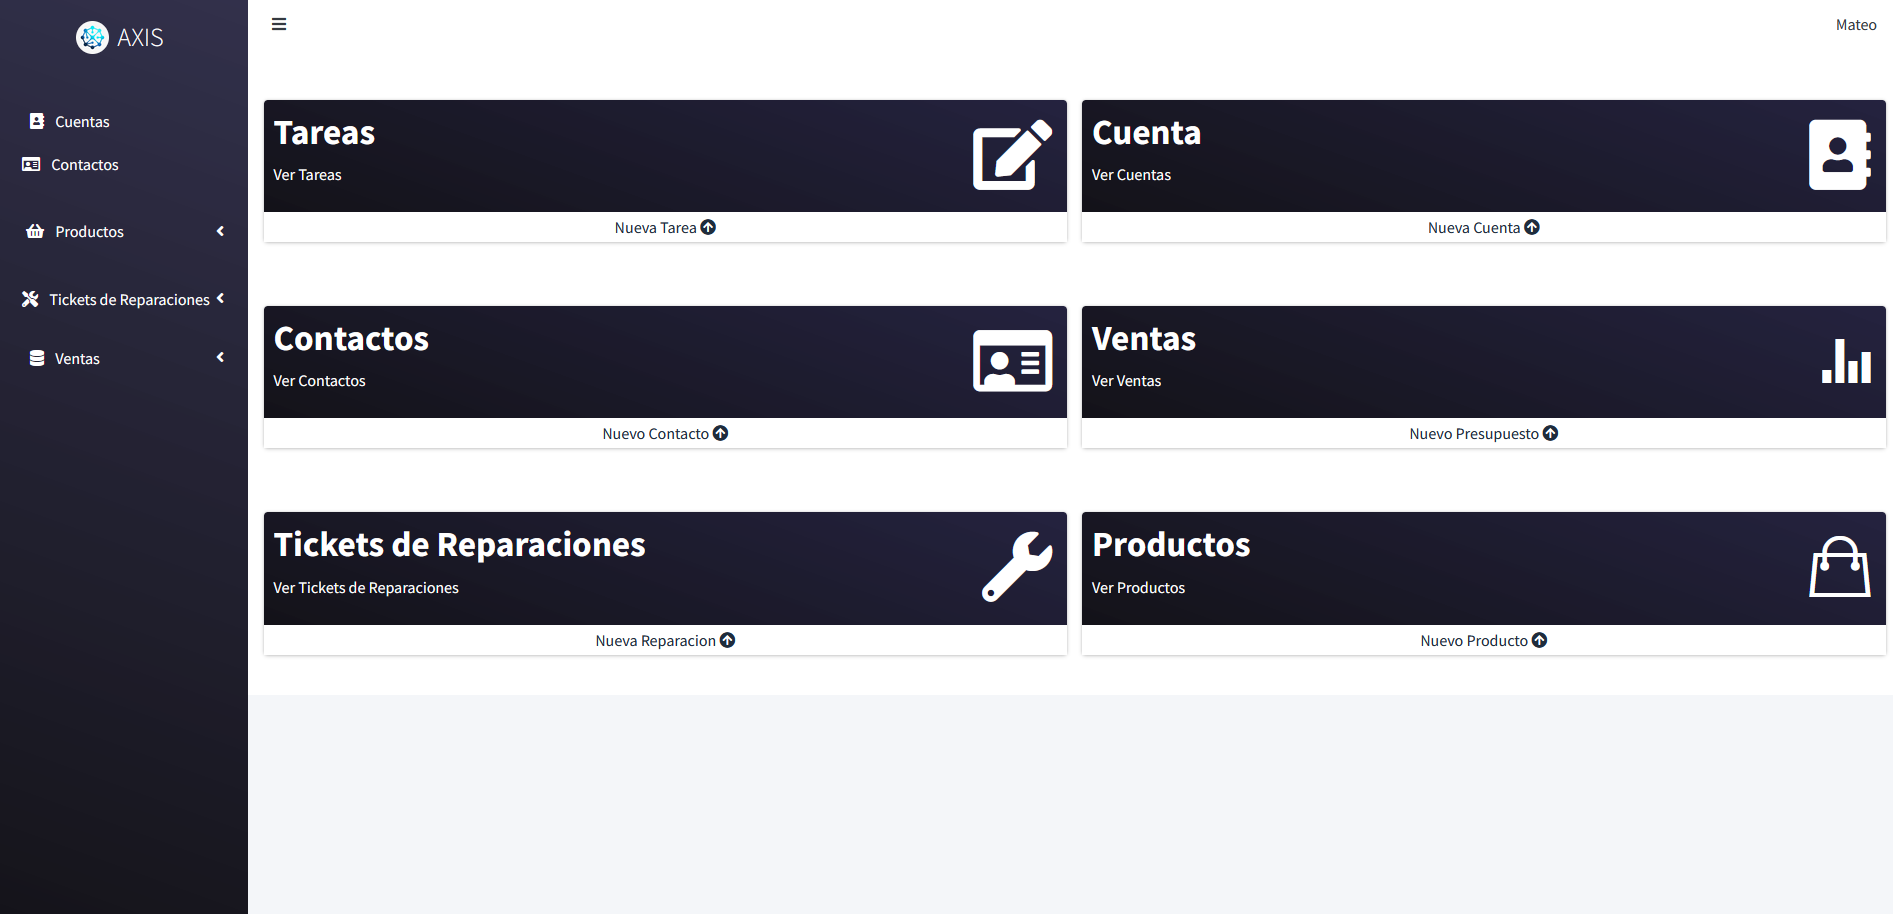 AXIS
Mateo
Cuentas
Contactos
Productos
Tickets de Reparaciones
Ventas
Tareas
Ver Tareas
Nueva Tarea
Cuenta
Ver Cuentas
Nueva Cuenta
Contactos
Ver Contactos
Nuevo Contacto
Ventas
Ver Ventas
Nuevo Presupuesto
Tickets de Reparaciones
Ver Tickets de Reparaciones
Nueva Reparacion
Productos
Ver Productos
Nuevo Producto